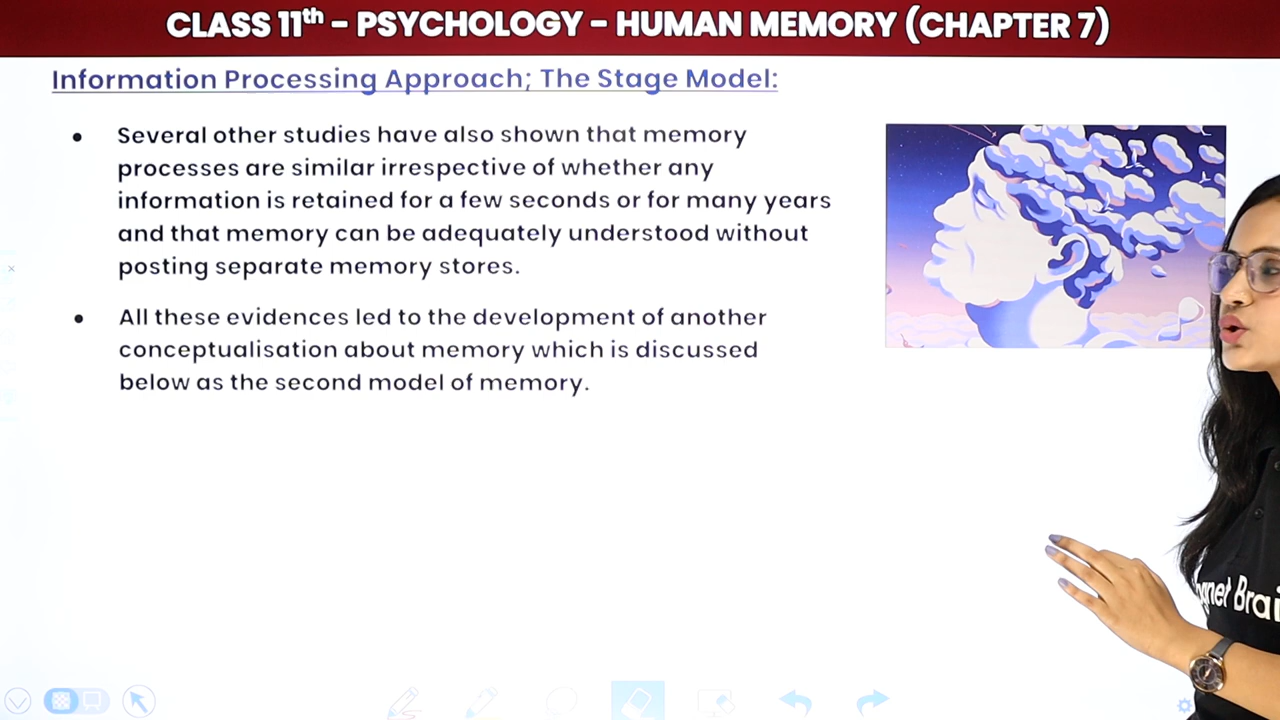 CLASS 11th - PSYCHOLOGY - HUMAN MEMORY (CHAPTER 7)
Information Processing Approach; The Stage Model:
• Several other studies have also shown that memory
processes are similar irrespective of whether any
information is retained for a few seconds or for many years
and that memory can be adequately understood without
posting separate memory stores.
• All these evidences led to the development of another
conceptualisation about memory which is discussed
below as the second model of memory.
gnet Brai